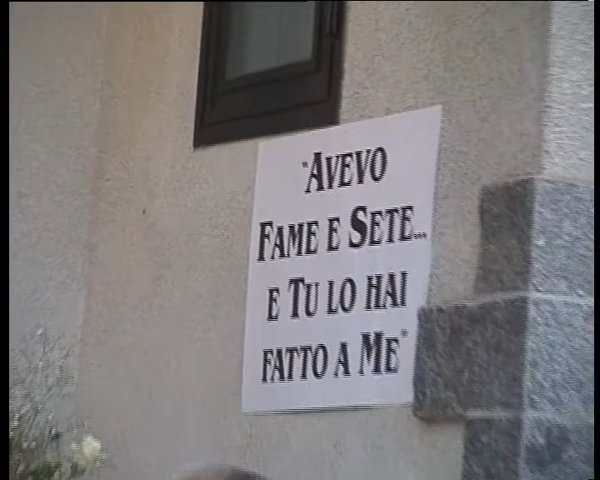 "AVEVO
FAME E SETE...
E TU LO HAI
FATTO A ME"